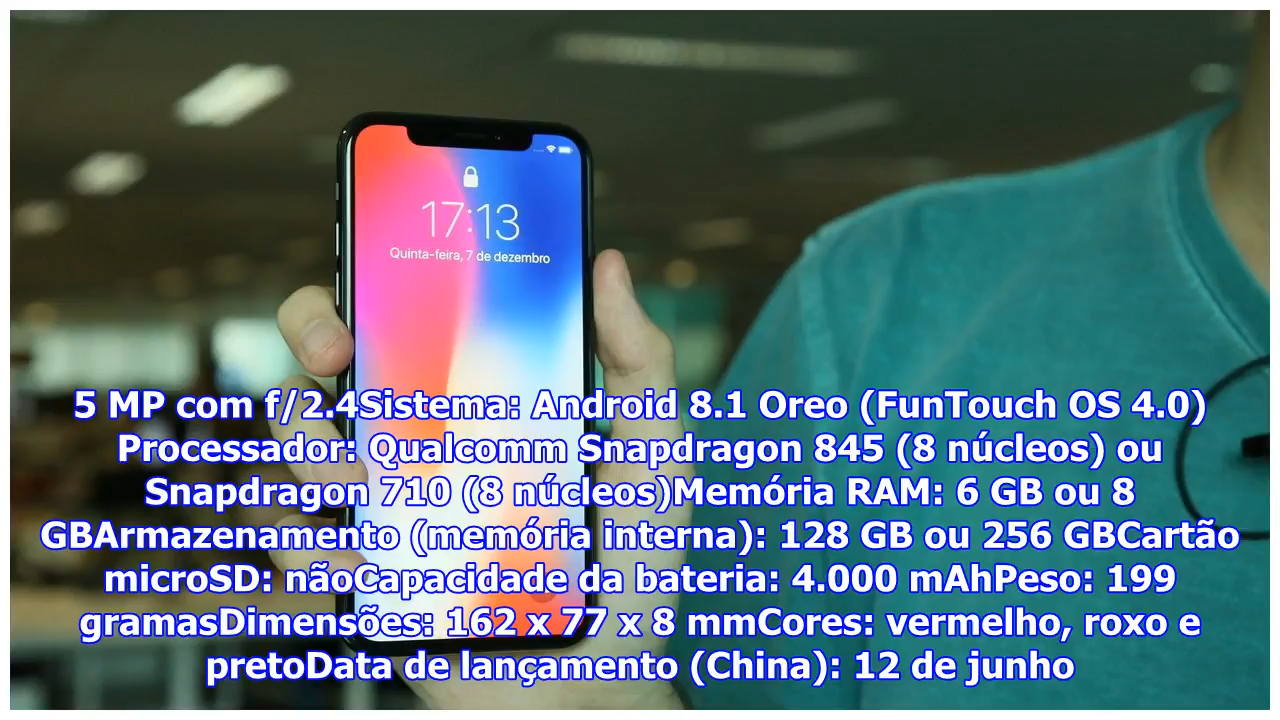 17:13
Quinta-feira, 7 de dezembro
5 MP com f/2.4Sistema: Android 8.1 Oreo (FunTouch OS 4.0)
Processador: Qualcomm Snapdragon 845 (8 núcleos) ou
Snapdragon 710 (8 núcleos)Memória RAM: 6 GB ou 8
GBArmazenamento (memória interna): 128 GB ou 256 GBCartão
microSD: nãoCapacidade da bateria: 4.000 mAhPeso: 199
gramasDimensões: 162 x 77 x 8 mmCores: vermelho, roxo e
pretoData de lançamento (China): 12 de junho